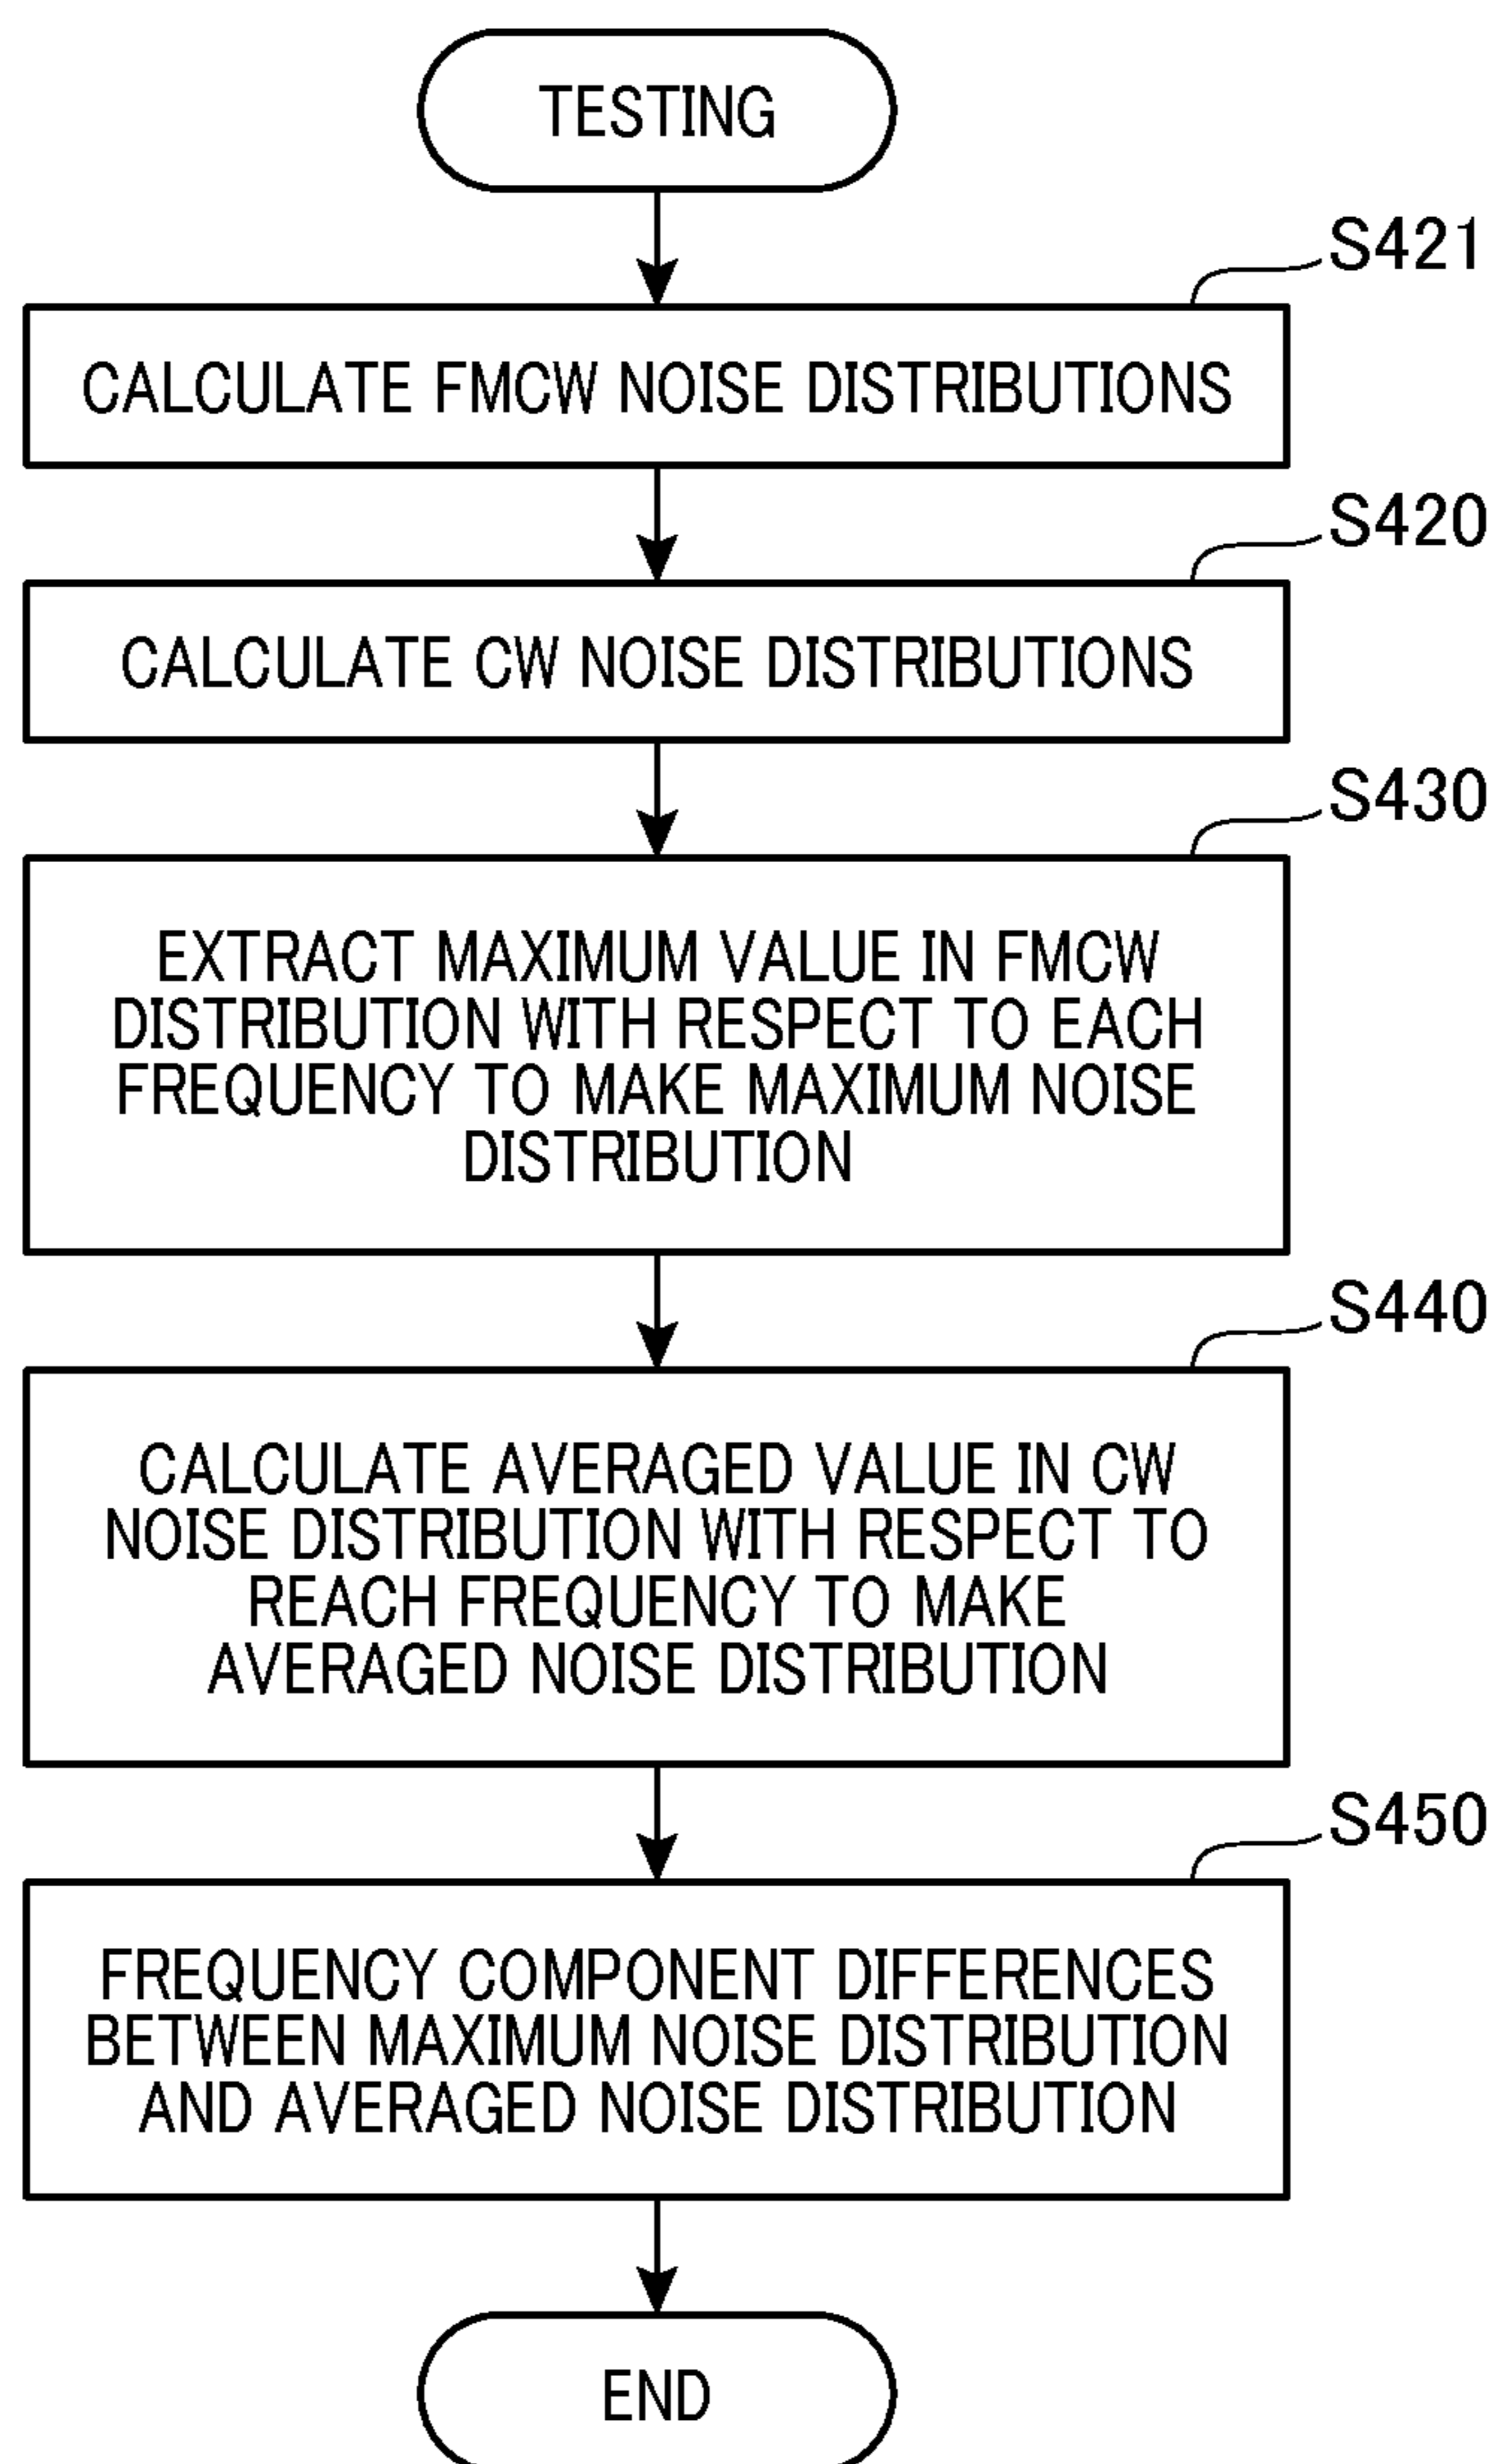 TESTING
S421
CALCULATE FMCW NOISE DISTRIBUTIONS
S420
CALCULATE CW NOISE DISTRIBUTIONS
S430
EXTRACT MAXIMUM VALUE IN FMCW
DISTRIBUTION WITH RESPECT TO EACH
FREQUENCY TO MAKE MAXIMUM NOISE
DISTRIBUTION
S440
CALCULATE AVERAGED VALUE IN CW
NOISE DISTRIBUTION WITH RESPECT TO
REACH FREQUENCY TO MAKE
AVERAGED NOISE DISTRIBUTION
S450
FREQUENCY COMPONENT DIFFERENCES
BETWEEN MAXIMUM NOISE DISTRIBUTION
AND AVERAGED NOISE DISTRIBUTION
END